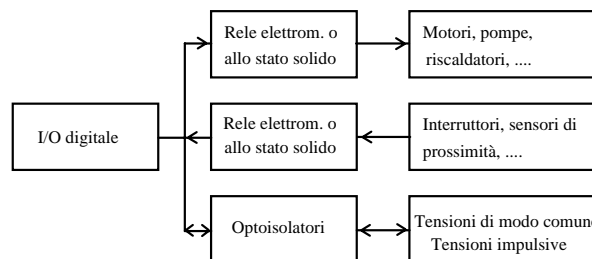 Rele elettrom. o
allo stato solido
Motori, pompe,
riscaldatori, ....
I/O digitale
Rele elettrom. o
allo stato solido
Interruttori, sensori di
prossimità, ....
Optoisolatori
Tensioni di modo comune
Tensioni impulsive